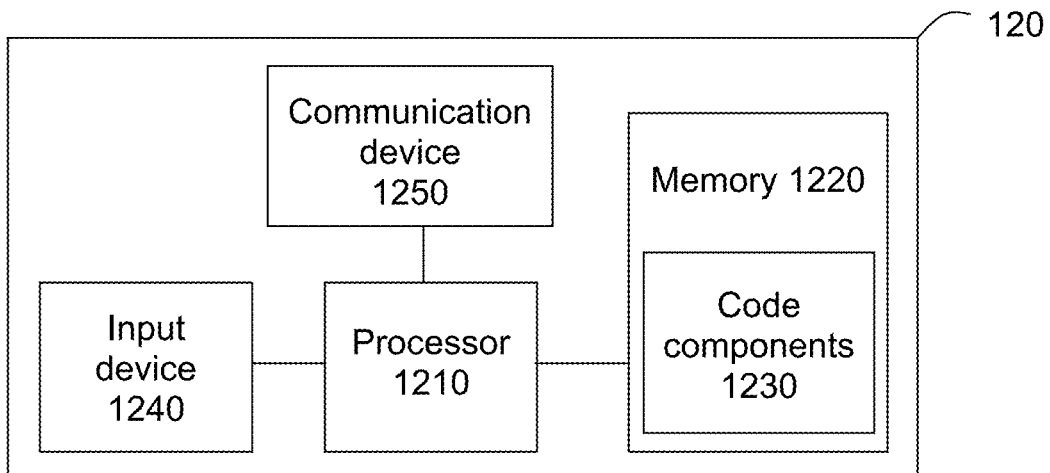 120
Communication
device
1250
Memory 1220
Input
device
1240
Processor
1210
Code
components
1230